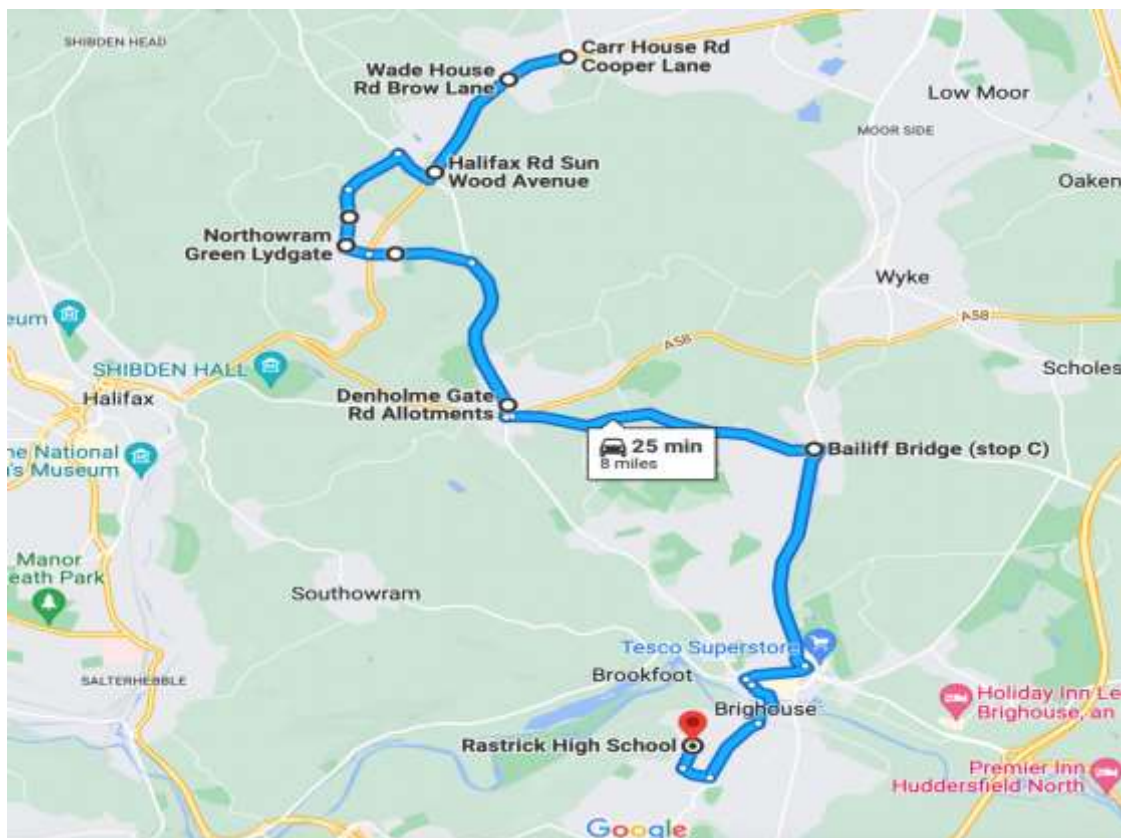 SHIBDEN HEAD
Carr House Rd
Cooper Lane
Wade House
Rd Brow Lane
Low Moor
MOOR SIDE
Halifax Rd Sun
Wood Avenue
Oaken
Northowram
Green Lydgate
Wyke
eum
A58
A58
SHIBDEN HALL
Scholes
Halifax
Denholme Gate
Rd Allotments
25 min
8 miles
Bailiff Bridge (stop C)
ne National
's Museum
Manor
eath Park
Southowram
Tesco Superstore
Brookfoot
SALTERHEBBLE
Brighouse
Holiday Inn Le
Brighouse, an
Rastrick High School
Premier Inn
Huddersfield North
Google